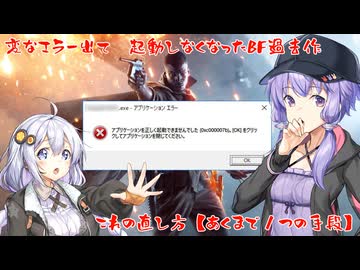 変なエラー出て 起動しなくなったBF過去作
.exe - アプリケーション エラー
アプリケーションを正しく起動できませんでした (0xc000007b)。[OK] をクリック
してアプリケーションを閉じてください。
OK
これの直し方【あくまで1つの手段】